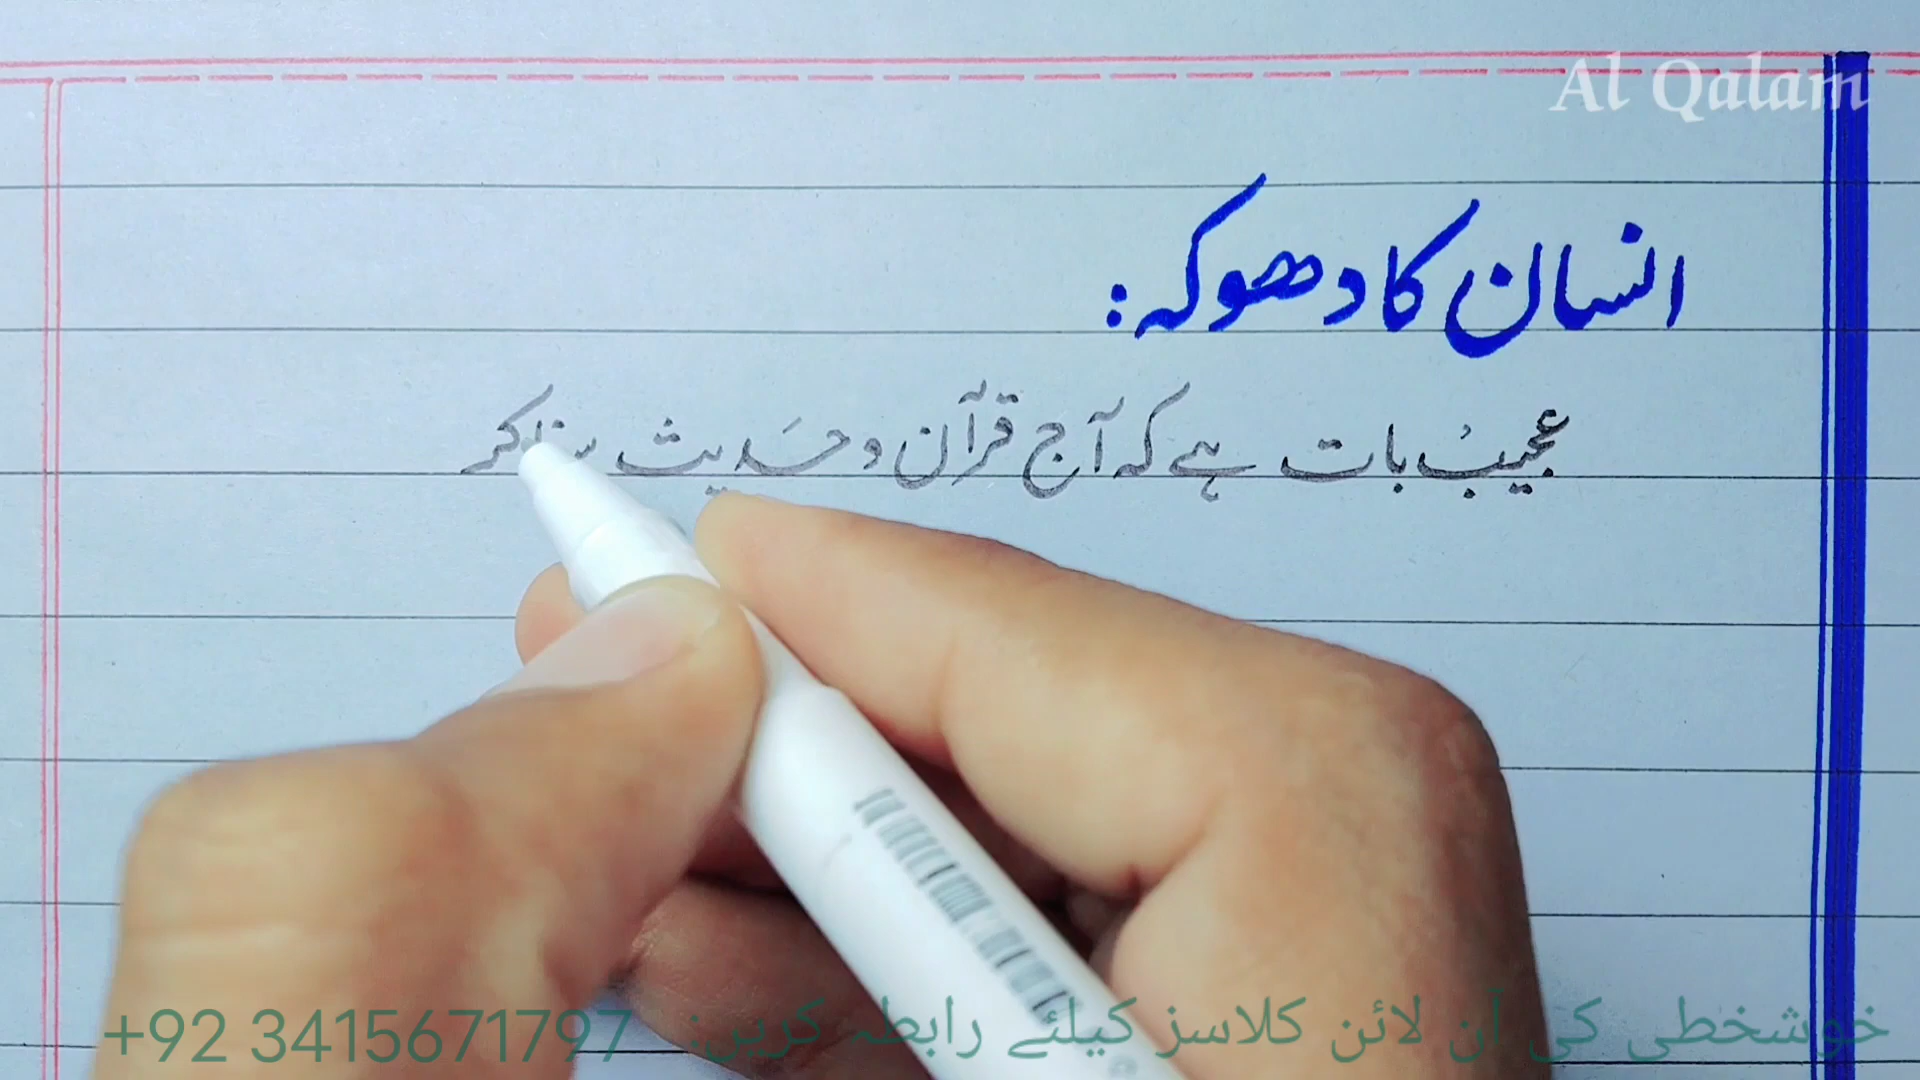 Al Qalam
انسان کا دھوکہ:
عجیب بات ہے کہ آج قرآن و حدیث سنا کر
خوشخطی کی آن لائن کلاسز کیلئے رابطہ کریں: +92 3415671797